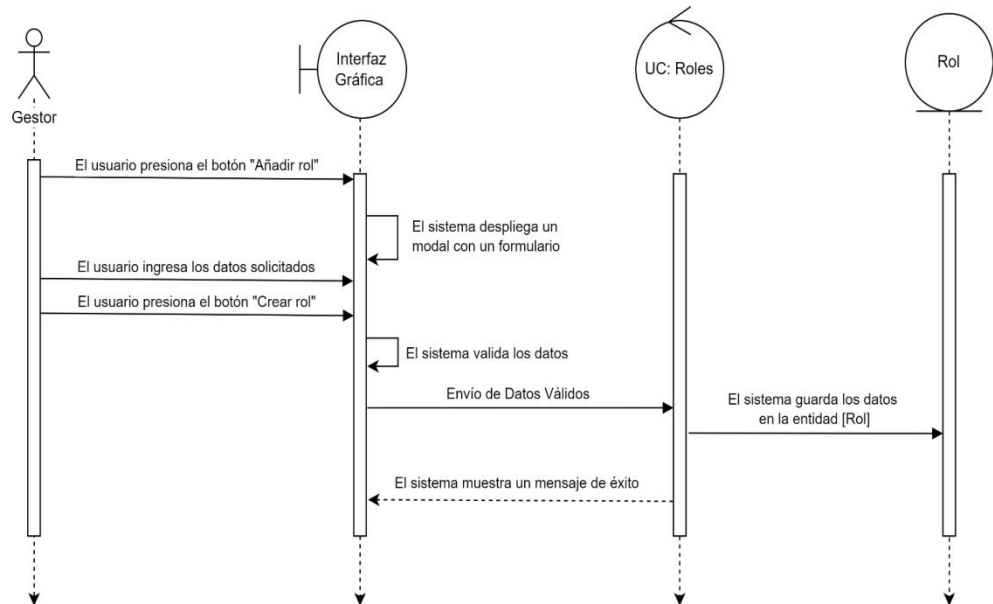 Interfaz
Gráfica
UC: Roles
Rol
Gestor
El usuario presiona el botón "Añadir rol"
El sistema despliega un
modal con un formulario
El usuario ingresa los datos solicitados
El usuario presiona el botón "Crear rol"
El sistema valida los datos
Envío de Datos Válidos
El sistema guarda los datos
en la entidad [Rol]
El sistema muestra un mensaje de éxito